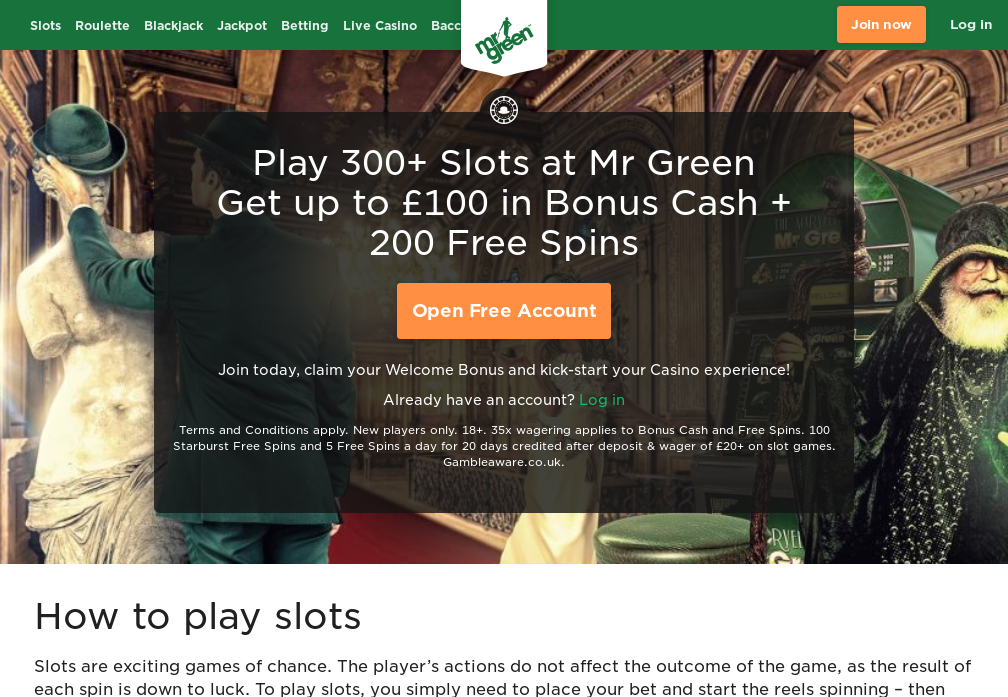 Slots Roulette Blackjack Jackpot Betting Live Casino Bacc
mr green
Join now Log in
Play 300+ Slots at Mr Green
Get up to £100 in Bonus Cash +
200 Free Spins
Open Free Account
Join today, claim your Welcome Bonus and kick-start your Casino experience!
Already have an account? Log in
Terms and Conditions apply. New players only. 18+. 35x wagering applies to Bonus Cash and Free Spins. 100
Starburst Free Spins and 5 Free Spins a day for 20 days credited after deposit & wager of £20+ on slot games.
Gambleaware.co.uk.
How to play slots
Slots are exciting games of chance. The player’s actions do not affect the outcome of the game, as the result of
each spin is down to luck. To play slots, you simply need to place your bet and start the reels spinning – then